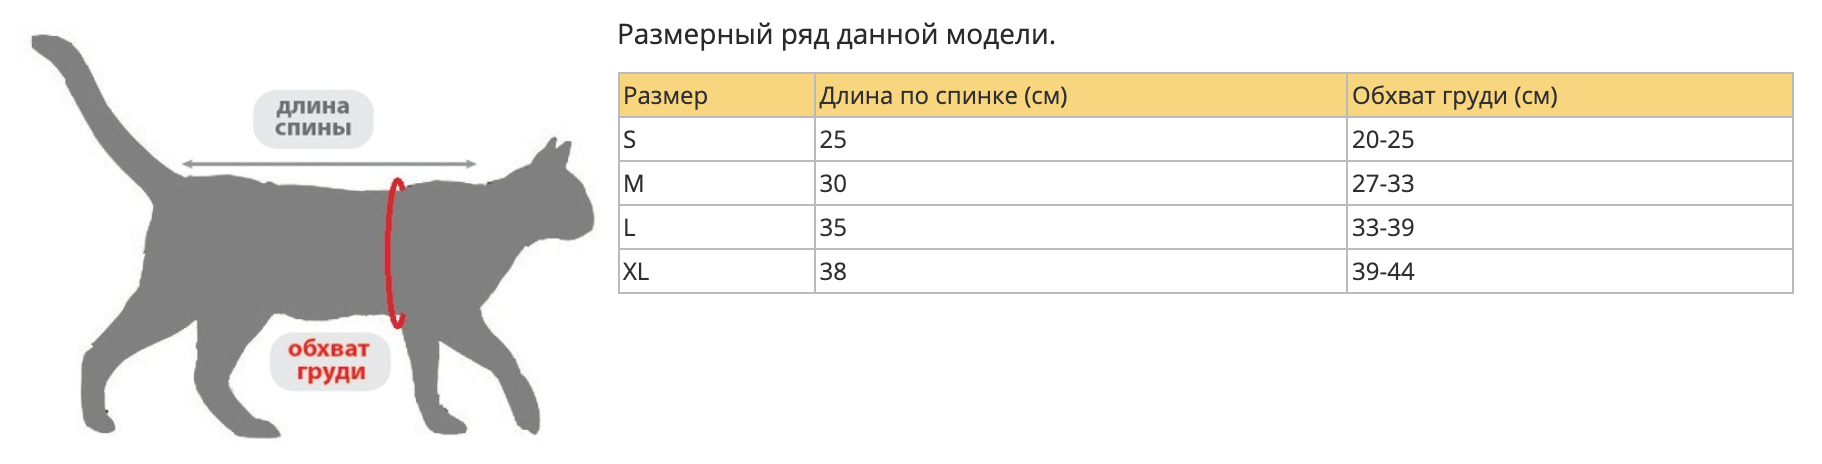 длина
спины
обхват
груди
Размерный ряд данной модели.
Размер Длина по спинке (см) Обхват груди (см)
S 25 20-25
M 30 27-33
L 35 33-39
XL 38 39-44